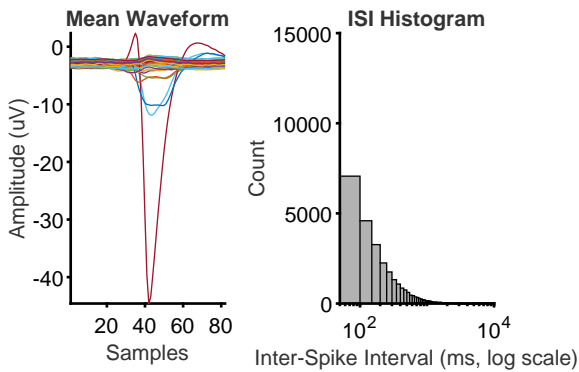 Mean Waveform
0
-10
-20
-30
-40
Amplitude (uV)
20
40
60
80
Samples
ISI Histogram
15000
10000
5000
0
Count
10^2
10^4
Inter-Spike Interval (ms, log scale)